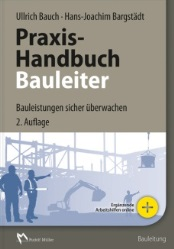 Ullrich Bauch · Hans-Joachim Bargstädt
Praxis-
Handbuch
Bauleiter
Bauleistungen sicher überwachen
2. Auflage
Ergänzende
Arbeitshilfen online
Rudolf Müller
Bauleitung